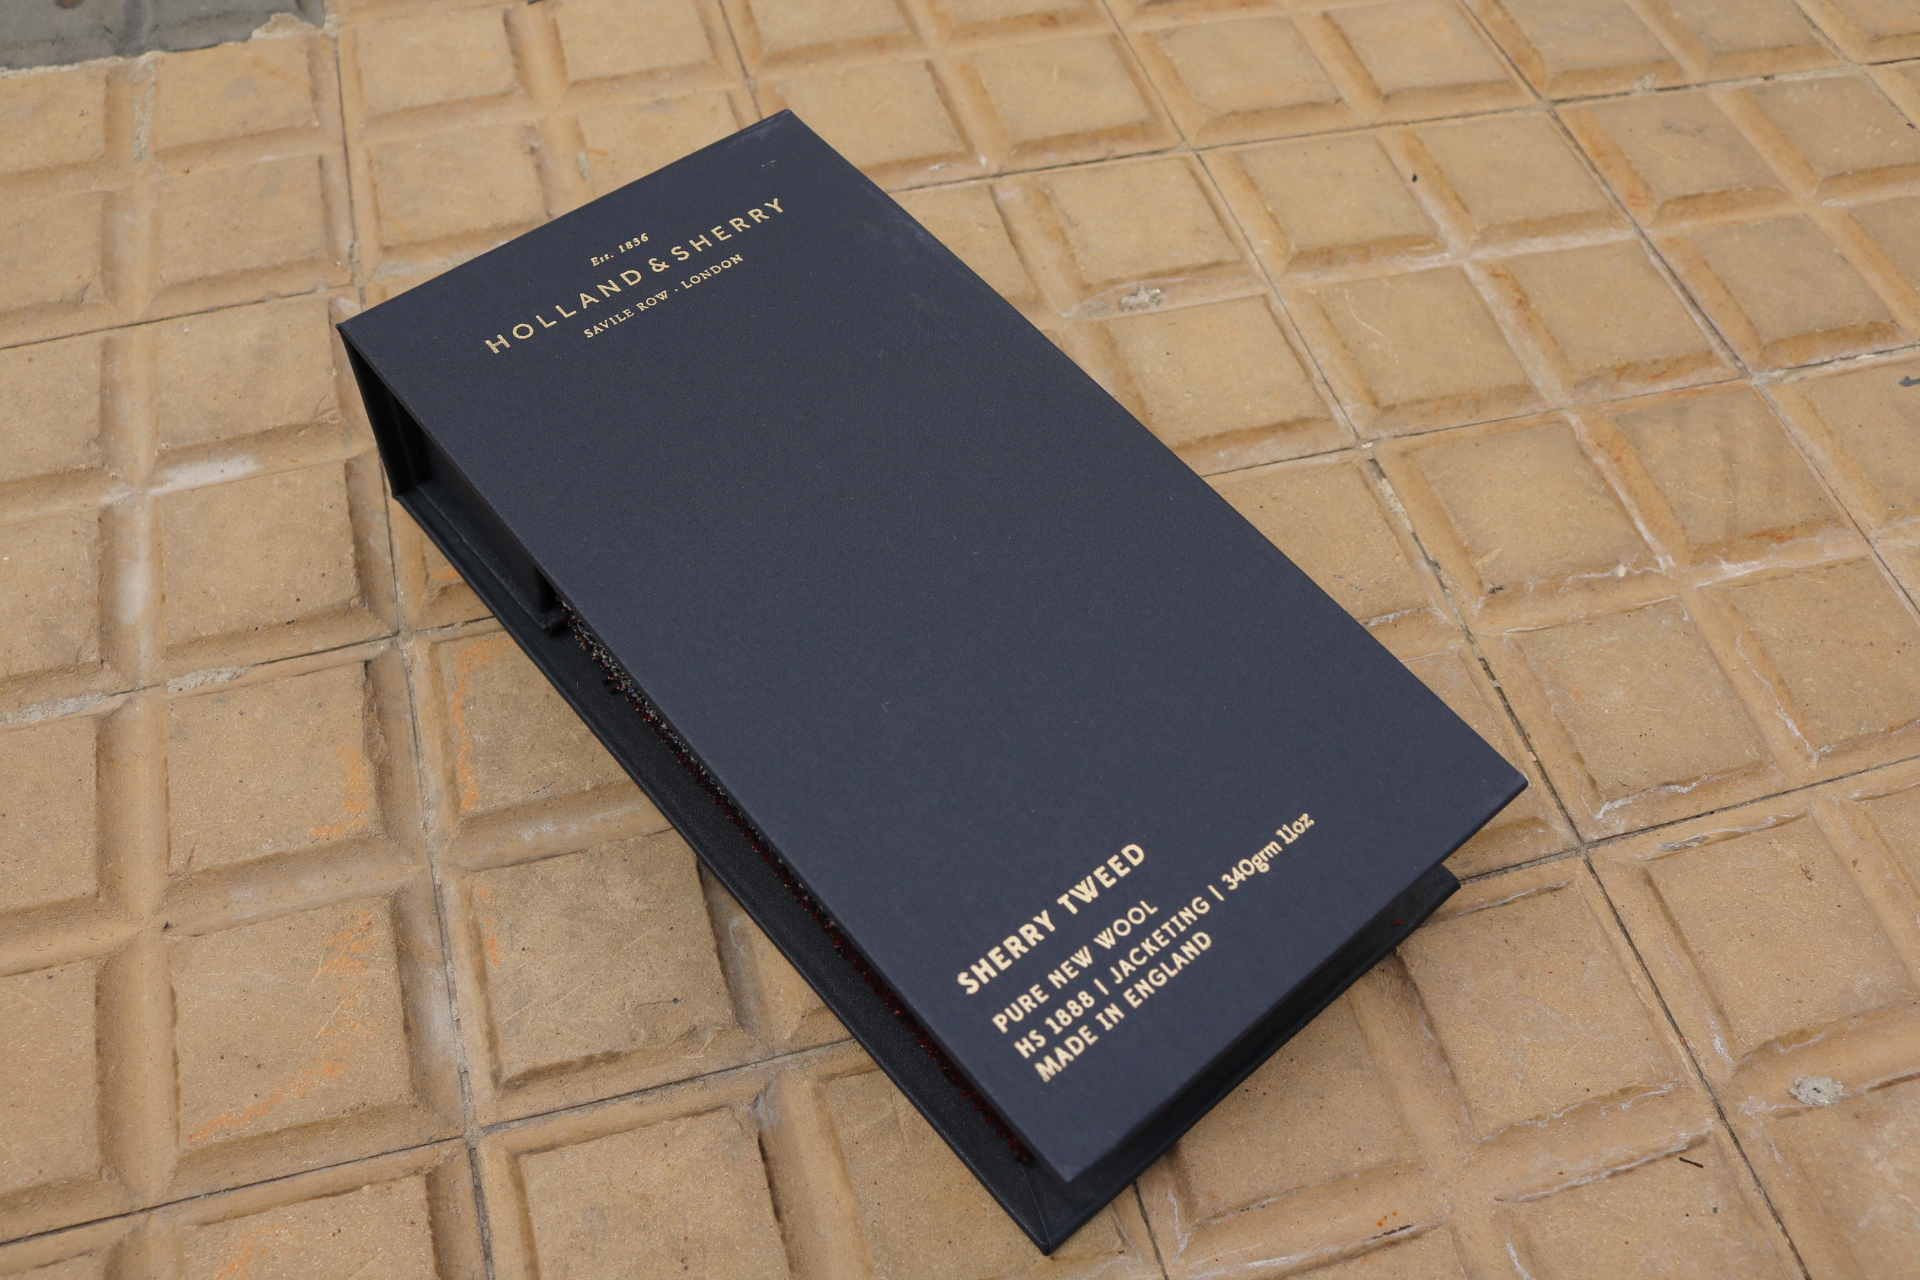 Est. 1836
HOLLAND & SHERRY
SAVILE ROW · LONDON
SHERRY TWEED
PURE NEW WOOL
HS 1888 | JACKETING | 340grm 11oz
MADE IN ENGLAND